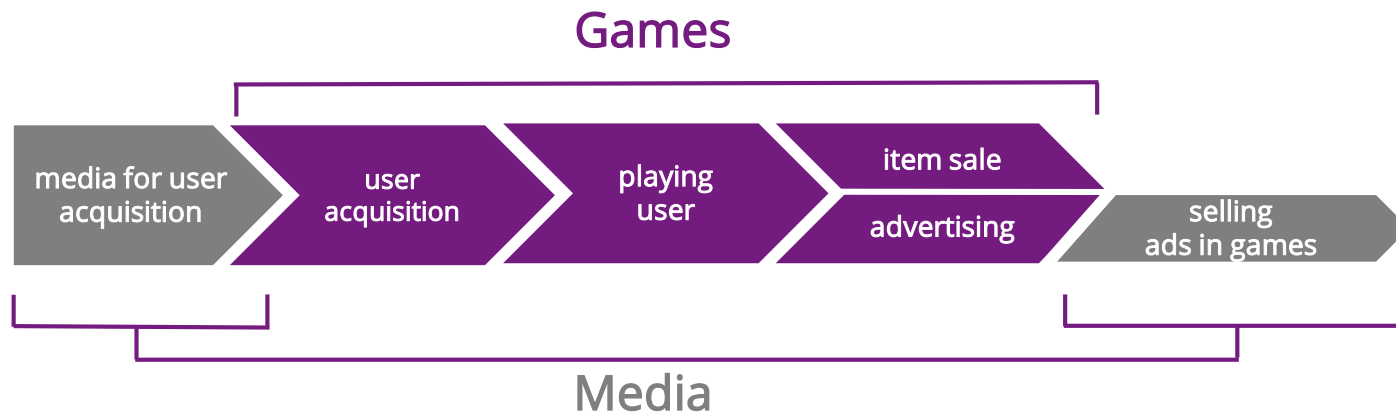 Games
media for user
acquisition
user
acquisition
playing
user
item sale
advertising
selling
ads in games
Media